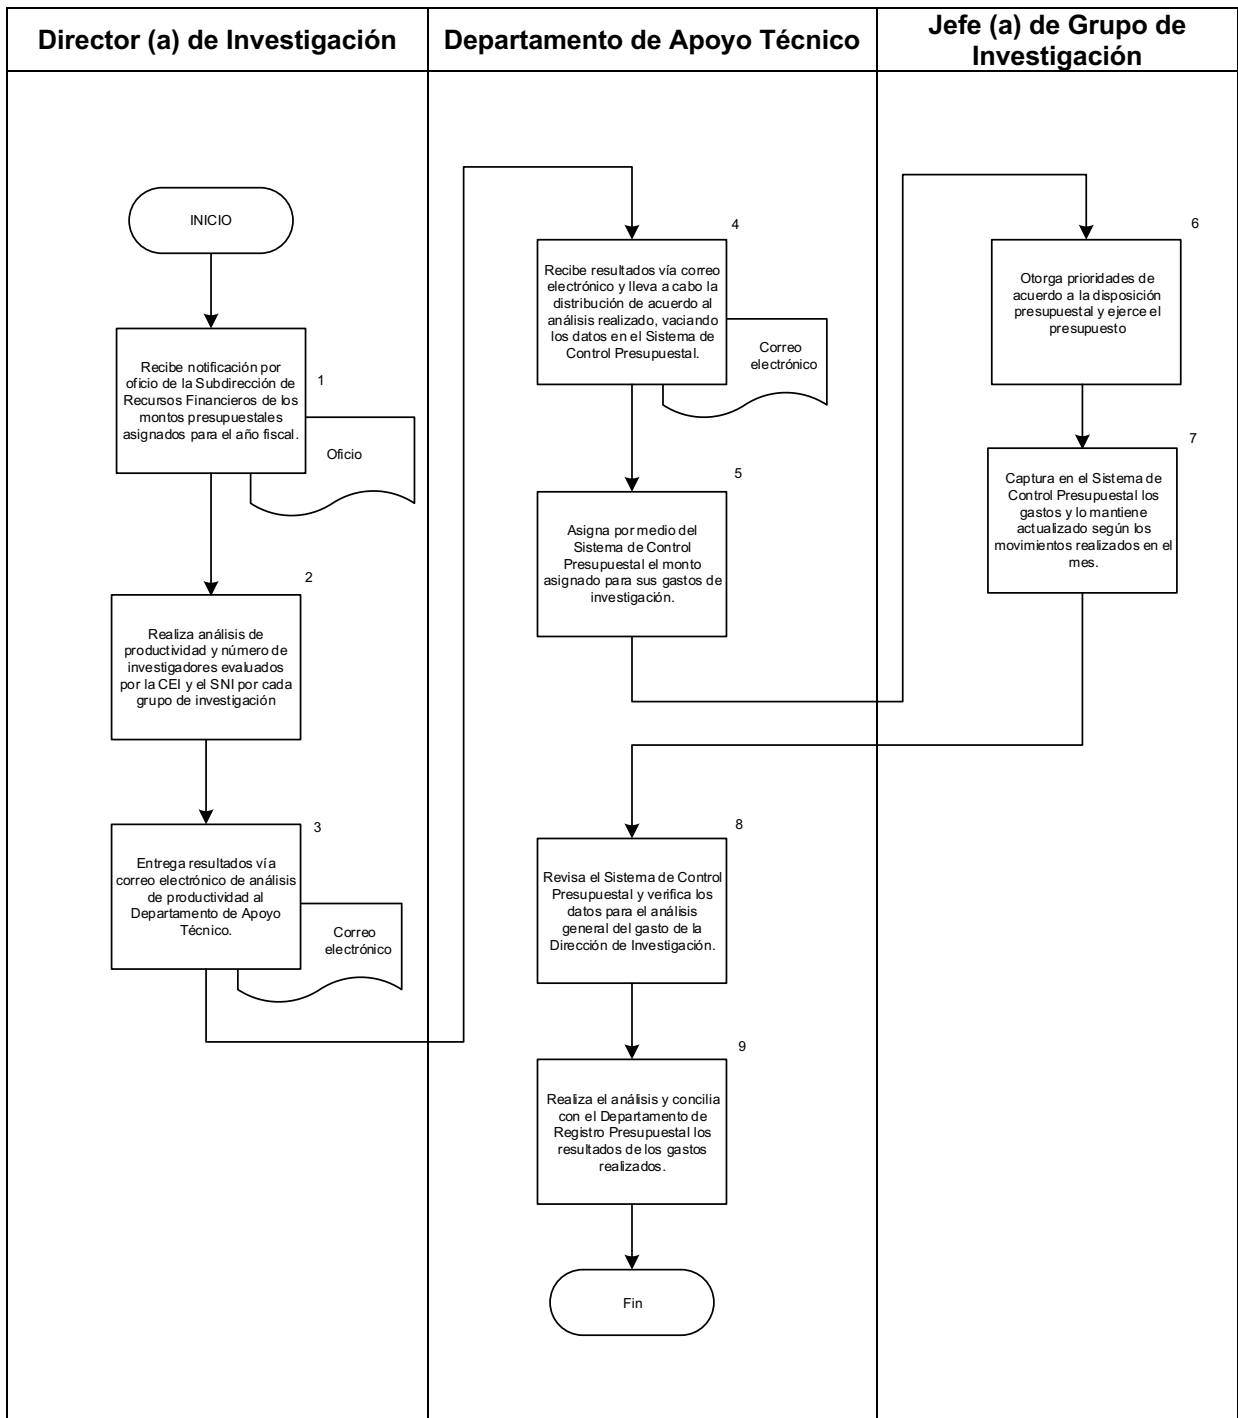 Director (a) de Investigación
Departamento de Apoyo Técnico
Jefe (a) de Grupo de
Investigación
INICIO
1
Recibe notificación por
oficio de la Subdirección de
Recursos Financieros de los
montos presupuestales
asignados para el año fiscal.
Oficio
2
Realiza análisis de
productividad y número de
investigadores evaluados
por la CEI y el SNI por cada
grupo de investigación
3
Entrega resultados vía
correo electrónico de análisis
de productividad al
Departamento de Apoyo
Técnico.
Correo
electrónico
4
Recibe resultados vía correo
electrónico y lleva a cabo la
distribución de acuerdo al
análisis realizado, vaciando
los datos en el Sistema de
Control Presupuestal.
Correo
electrónico
5
Asigna por medio del
Sistema de Control
Presupuestal el monto
asignado para sus gastos de
investigación.
6
Otorga prioridades de
acuerdo a la disposición
presupuestal y ejerce el
presupuesto
7
Captura en el Sistema de
Control Presupuestal los
gastos y lo mantiene
actualizado según los
movimientos realizados en el
mes.
8
Revisa el Sistema de Control
Presupuestal y verifica los
datos para el análisis
general del gasto de la
Dirección de Investigación.
9
Realiza el análisis y concilia
con el Departamento de
Registro Presupuestal los
resultados de los gastos
realizados.
Fin